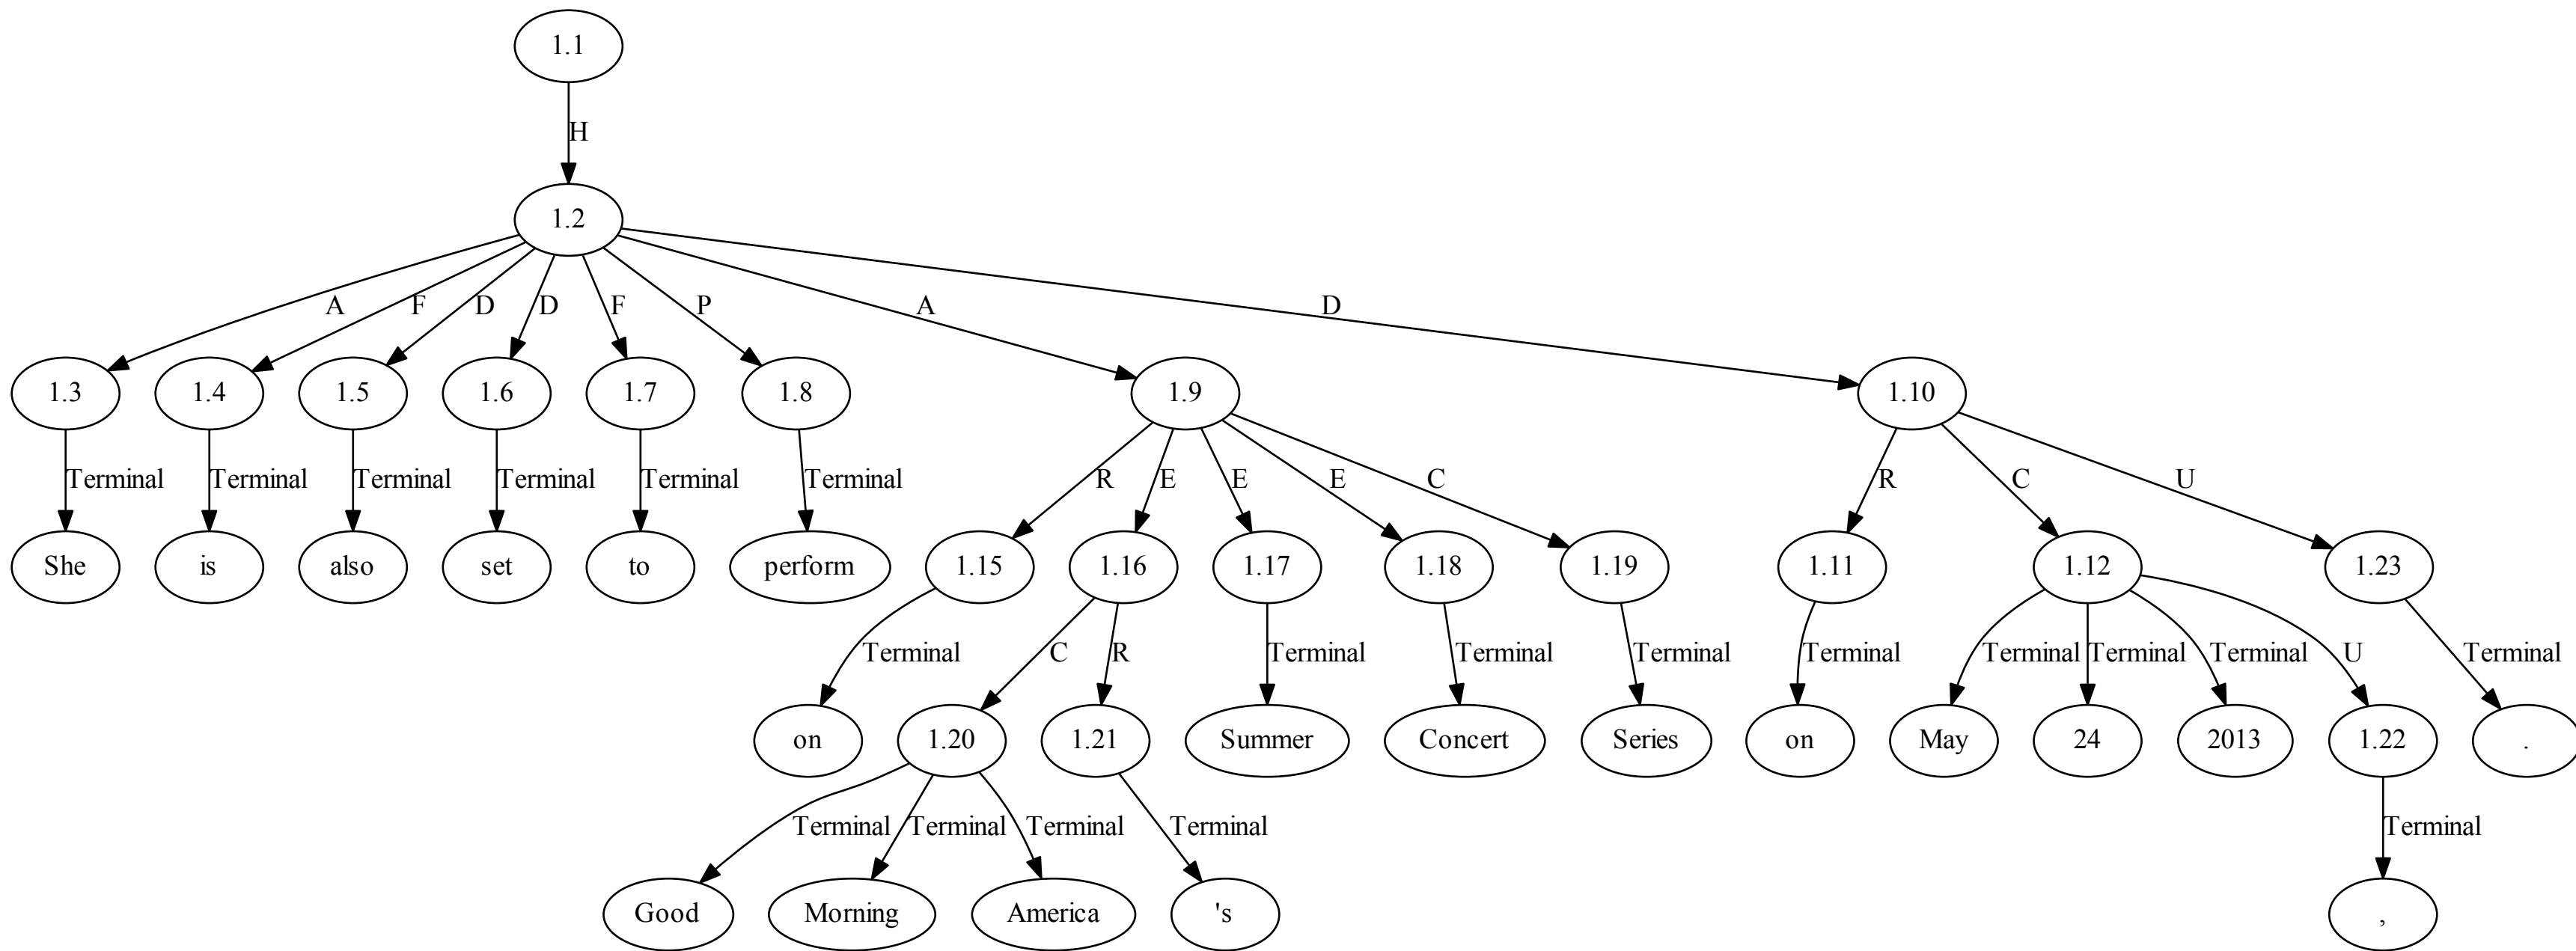 1.1
H
1.2
A F D D F P A D
1.3 1.4 1.5 1.6 1.7 1.8 1.9 1.10
Terminal Terminal Terminal Terminal Terminal Terminal R E E E C R C U
She is also set to perform 1.15 1.16 1.17 1.18 1.19 1.11 1.12 1.23
Terminal C R Terminal Terminal Terminal Terminal Terminal Terminal Terminal U Terminal
on 1.20 1.21 Summer Concert Series on May 24 2013 1.22 .
Terminal Terminal Terminal Terminal Terminal
Good Morning America 's ,